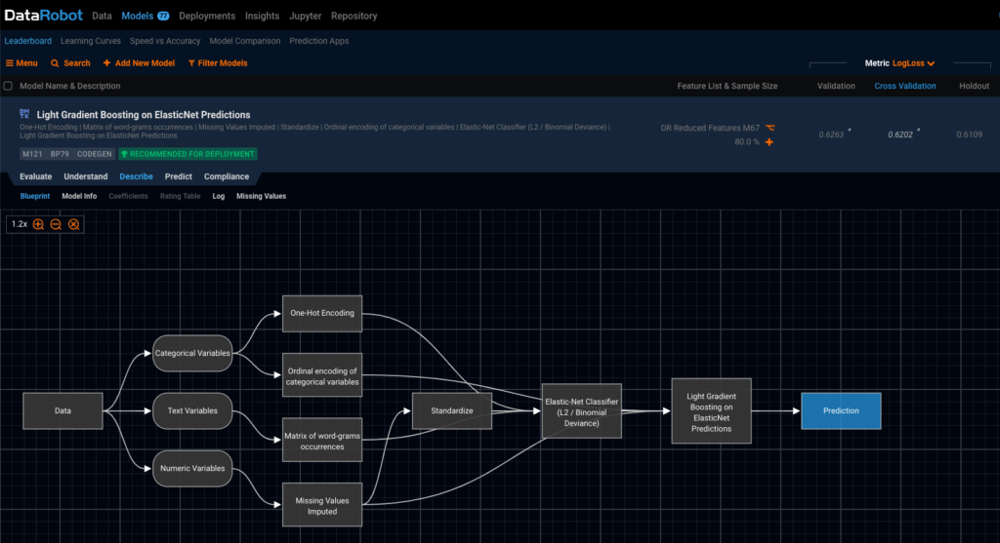 DataRobot Data Models 77 Deployments Insights Jupyter Repository
Leaderboard Learning Curves Speed vs Accuracy Model Comparison Prediction Apps
Menu Search Add New Model Filter Models Metric LogLoss
Model Name & Description Feature List & Sample Size Validation Cross Validation Holdout
DM TK Light Gradient Boosting on ElasticNet Predictions
One-Hot Encoding | Matrix of word-grams occurrences | Missing Values Imputed | Standardize | Ordinal encoding of categorical variables | Elastic-Net Classifier (L2 / Binomial Deviance) |
Light Gradient Boosting on ElasticNet Predictions
DR Reduced Features M67
80.0 %
0.6263 * 0.6202 * 0.6109
M121 BP79 CODEGEN RECOMMENDED FOR DEPLOYMENT
Evaluate Understand Describe Predict Compliance
Blueprint Model Info Coefficients Rating Table Log Missing Values
1.2x
Data
Categorical Variables
Text Variables
Numeric Variables
One-Hot Encoding
Ordinal encoding of
categorical variables
Matrix of word-grams
occurrences
Missing Values
Imputed
Standardize
Elastic-Net Classifier
(L2 / Binomial
Deviance)
Light Gradient
Boosting on
ElasticNet
Predictions
Prediction